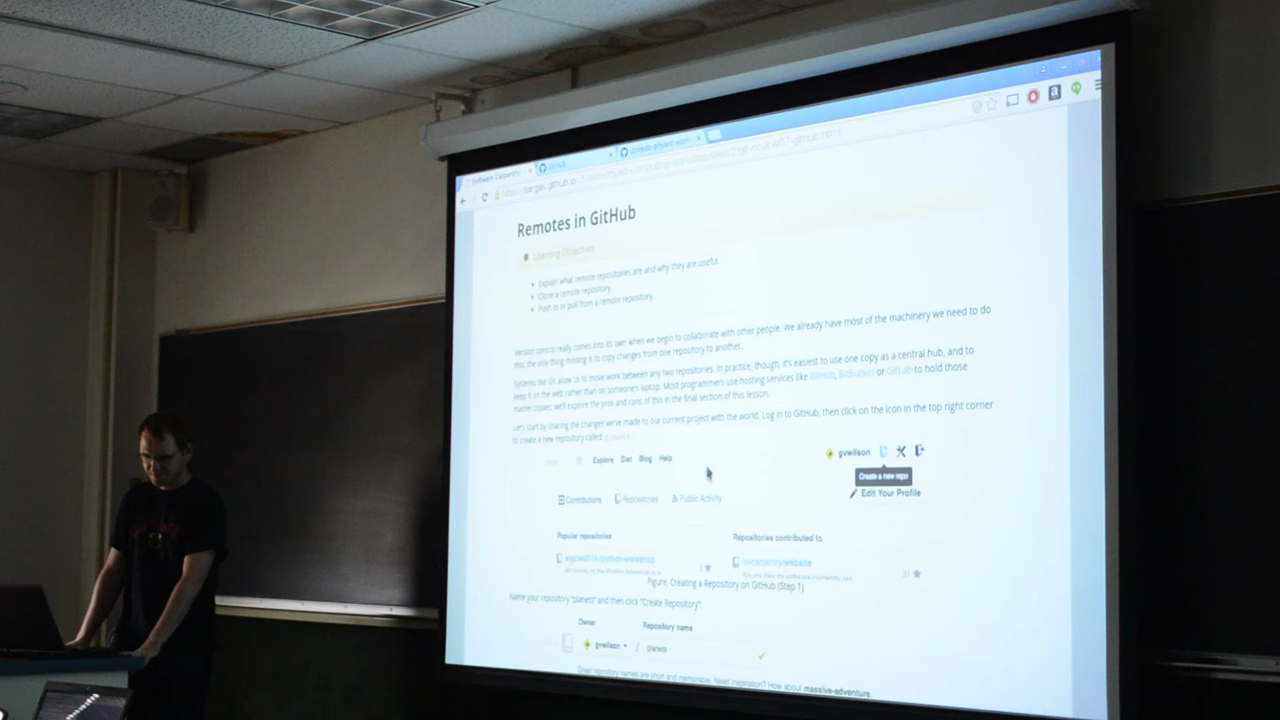 Software Carpentry
GitHub
Remotes in GitHub
Learning Objectives
Explain what remote repositories are and why they are useful.
Clone a remote repository
Push to or pull from a remote repository.
Version control really comes into its own when we begin to collaborate with other people. We already have most of the machinery we need to do
this, the only thing missing is to copy changes from one repository to another.
Systems like Git allow us to move work between any two repositories. In practice, though, it's easiest to use one copy as a central hub, and to
keep it on the web rather than on someone's laptop. Most programmers use hosting services like GitHub, BitBucket or GitLab to hold those
master copies; we'll explore the pros and cons of this in the final section of this lesson.
Let's start by sharing the changes we've made to our current project with the world. Log in to GitHub, then click on the icon in the top right corner
to create a new repository called planets
Explore Gist Blog Help
gvwilson
Create a new repo
Contributions Repositories Public Activity
Edit Your Profile
Popular repositories
Repositories contributed to
31
Figure: Creating a Repository on GitHub (Step 1)
Name your repository "planets" and then click "Create Repository".
Owner Repository name
gvwilson / planets
Great repository names are short and memorable. Need inspiration? How about massive-adventure.